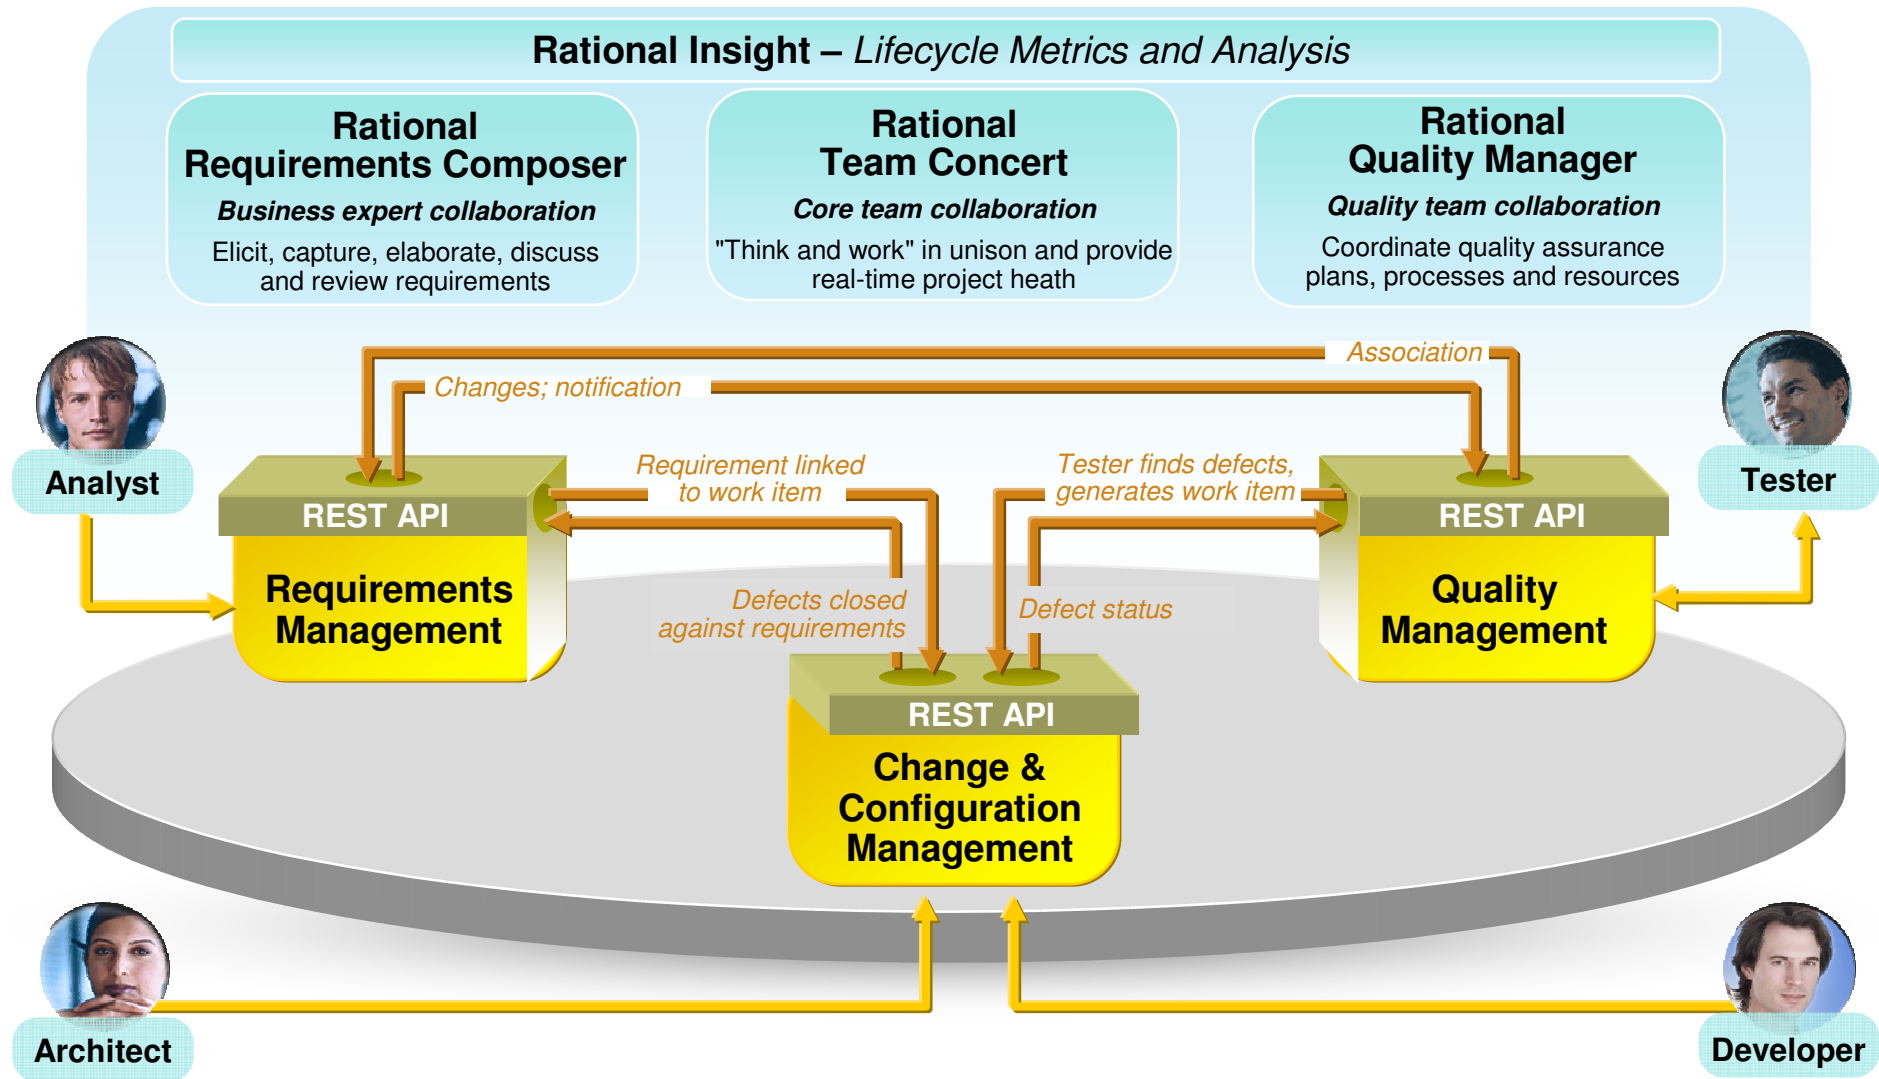 Rational Insight – Lifecycle Metrics and Analysis
Rational
Requirements Composer
Business expert collaboration
Elicit, capture, elaborate, discuss
and review requirements
Rational
Team Concert
Core team collaboration
"Think and work" in unison and provide
real-time project heath
Rational
Quality Manager
Quality team collaboration
Coordinate quality assurance
plans, processes and resources
Association
Changes; notification
Analyst
Tester
Requirement linked
to work item
Tester finds defects,
generates work item
REST API
Requirements
Management
REST API
Quality
Management
Defects closed
against requirements
Defect status
REST API
Change &
Configuration
Management
Architect
Developer